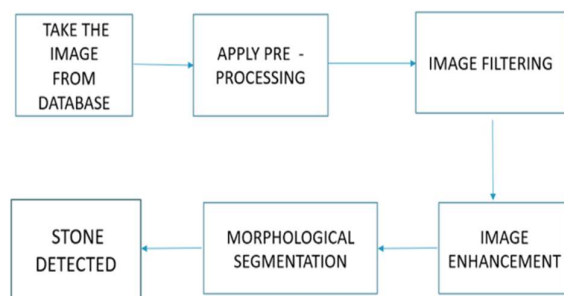 TAKE THE
IMAGE
FROM
DATABASE
APPLY PRE -
PROCESSING
IMAGE FILTERING
IMAGE
ENHANCEMENT
MORPHOLOGICAL
SEGMENTATION
STONE
DETECTED